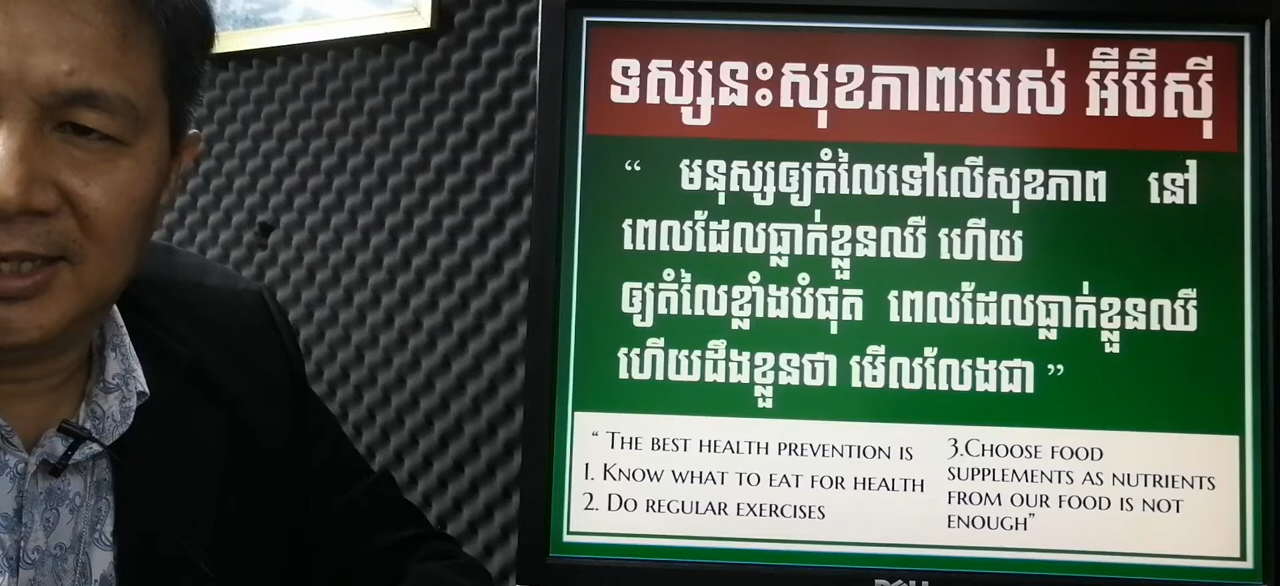 ទស្សនះសុខភាពរបស់ អ៊ីប៊ីស៊ី
“ មនុស្សឲ្យតំលៃទៅលើសុខភាព នៅ
ពេលដែលធ្លាក់ខ្លួនឈឺ ហើយ
ឲ្យតំលៃខ្លាំងបំផុត ពេលដែលធ្លាក់ខ្លួនឈឺ
ហើយដឹងខ្លួនថា មើលលែងជា ”
“ THE BEST HEALTH PREVENTION IS
1. KNOW WHAT TO EAT FOR HEALTH
2. DO REGULAR EXERCISES
3.CHOOSE FOOD
SUPPLEMENTS AS NUTRIENTS
FROM OUR FOOD IS NOT
ENOUGH”